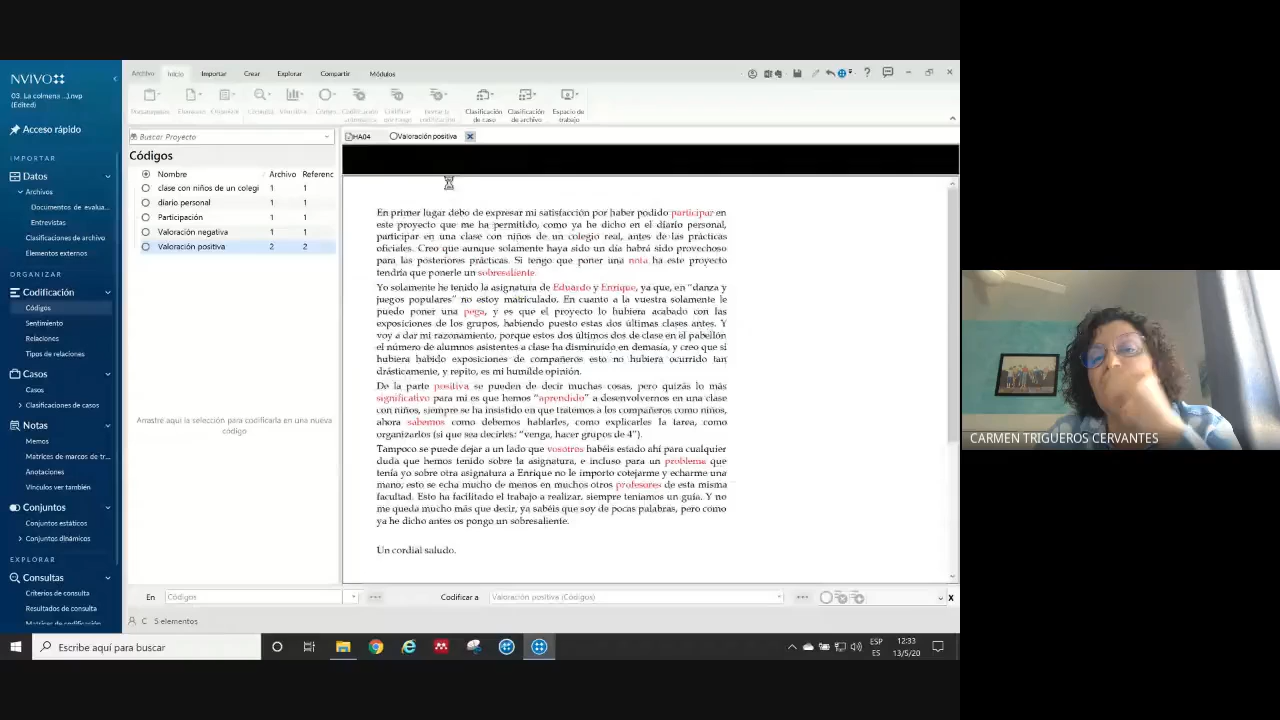 NVIVO
03. La colmena ...).nvp
(Edited)
Acceso rápido
IMPORTAR
Datos
Archivos
Documentos de evalua...
Entrevistas
Clasificaciones de archivo
Elementos externos
ORGANIZAR
Codificación
Códigos
Sentimiento
Relaciones
Tipos de relaciones
Casos
Casos
Clasificaciones de casos
Notas
Memos
Matrices de marcos de tr...
Anotaciones
Vínculos ver también
Conjuntos
Conjuntos estáticos
Conjuntos dinámicos
EXPLORAR
Consultas
Criterios de consulta
Resultados de consulta
Matrices de codificación
Archivo Inicio Importar Crear Explorar Compartir Módulos
Clasificación de caso
Clasificación de archivo
Espacio de trabajo
Buscar Proyecto
Códigos
Nombre Archivo Referenc
clase con niños de un colegi 1 1
diario personal 1 1
Participación 1 1
Valoración negativa 1 1
Valoración positiva 2 2
Arrastre aquí la selección para codificarla en una nueva
código
HA04 Valoración positiva
En primer lugar debo de expresar mi satisfacción por haber podido participar en
este proyecto que me ha permitido, como ya he dicho en el diario personal,
participar en una clase con niños de un colegio real, antes de las prácticas
oficiales. Creo que aunque solamente haya sido un día habrá sido provechoso
para las posteriores prácticas. Si tengo que poner una nota ha este proyecto
tendría que ponerle un sobresaliente.
Yo solamente he tenido la asignatura de Eduardo y Enrique, ya que, en “danza y
juegos populares” no estoy matriculado. En cuanto a la vuestra solamente le
puedo poner una pega, y es que el proyecto lo hubiera acabado con las
exposiciones de los grupos, habiendo puesto estas dos últimas clases antes. Y
voy a dar mi razonamiento, porque estos dos últimos dos de clase en el pabellón
el número de alumnos asistentes a clase ha disminuido en demasía, y creo que si
hubiera habido exposiciones de compañeros esto no hubiera ocurrido tan
drásticamente, y repito, es mi humilde opinión.
De la parte positiva se pueden de decir muchas cosas, pero quizás lo más
significativo para mi es que hemos “aprendido” a desenvolvernos en una clase
con niños, siempre se ha insistido en que tratemos a los compañeros como niños,
ahora sabemos como debemos hablarles, como explicarles la tarea, como
organizarlos (si que sea decirles: “venga, hacer grupos de 4”).
Tampoco se puede dejar a un lado que vosotros habéis estado ahí para cualquier
duda que hemos tenido sobre la asignatura, e incluso para un problema que
tenía yo sobre otra asignatura a Enrique no le importo cotejarme y echarme una
mano, esto se echa mucho de menos en muchos otros profesores de esta misma
facultad. Esto ha facilitado el trabajo a realizar, siempre teníamos un guía. Y no
me queda mucho más que decir, ya sabéis que soy de pocas palabras, pero como
ya he dicho antes os pongo un sobresaliente.
Un cordial saludo.
En Códigos Codificar a Valoración positiva (Códigos)
C 5 elementos
Escribe aquí para buscar
ESP
ES
12:33
13/5/20
CARMEN TRIGUEROS CERVANTES